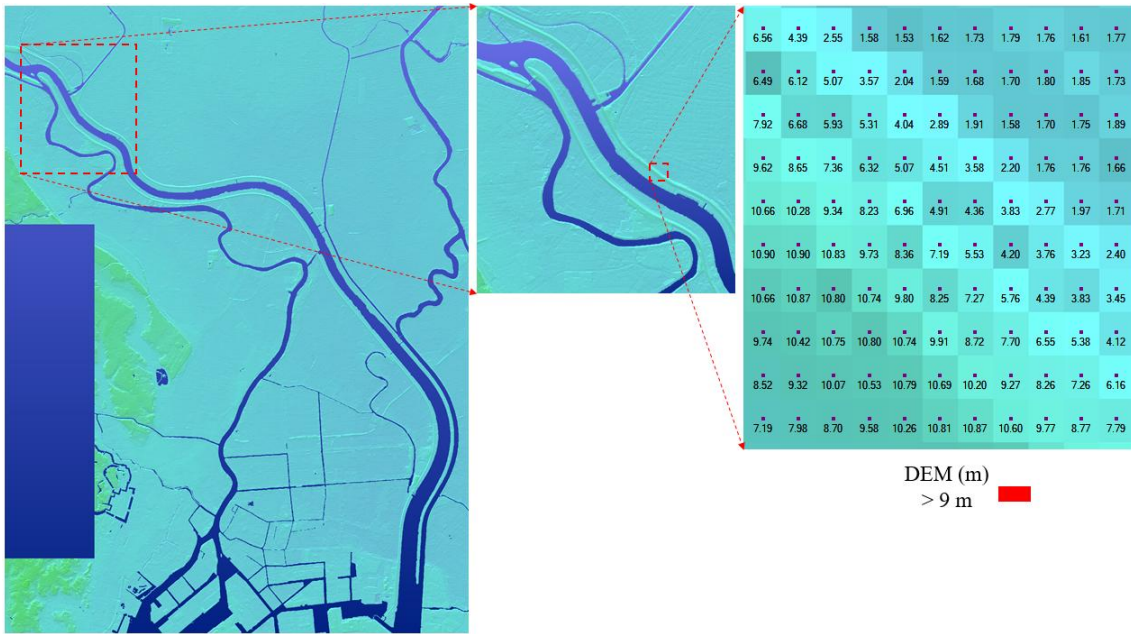 6.56 4.39 2.55 1.58 1.53 1.62 1.73 1.79 1.76 1.61 1.77
6.49 6.12 5.07 3.57 2.04 1.59 1.68 1.70 1.80 1.85 1.73
7.92 6.68 5.93 5.31 4.04 2.89 1.91 1.58 1.70 1.75 1.89
9.62 8.65 7.36 6.32 5.07 4.51 3.58 2.20 1.76 1.76 1.66
10.66 10.28 9.34 8.23 6.96 4.91 4.36 3.83 2.77 1.97 1.71
10.90 10.90 10.83 9.73 8.36 7.19 5.53 4.20 3.76 3.23 2.40
10.66 10.87 10.80 10.74 9.80 8.25 7.27 5.76 4.39 3.83 3.45
9.74 10.42 10.75 10.80 10.74 9.91 8.72 7.70 6.55 5.38 4.12
8.52 9.32 10.07 10.53 10.79 10.69 10.20 9.27 8.26 7.26 6.16
7.19 7.98 8.70 9.58 10.26 10.81 10.87 10.60 9.77 8.77 7.79
DEM (m)
> 9 m